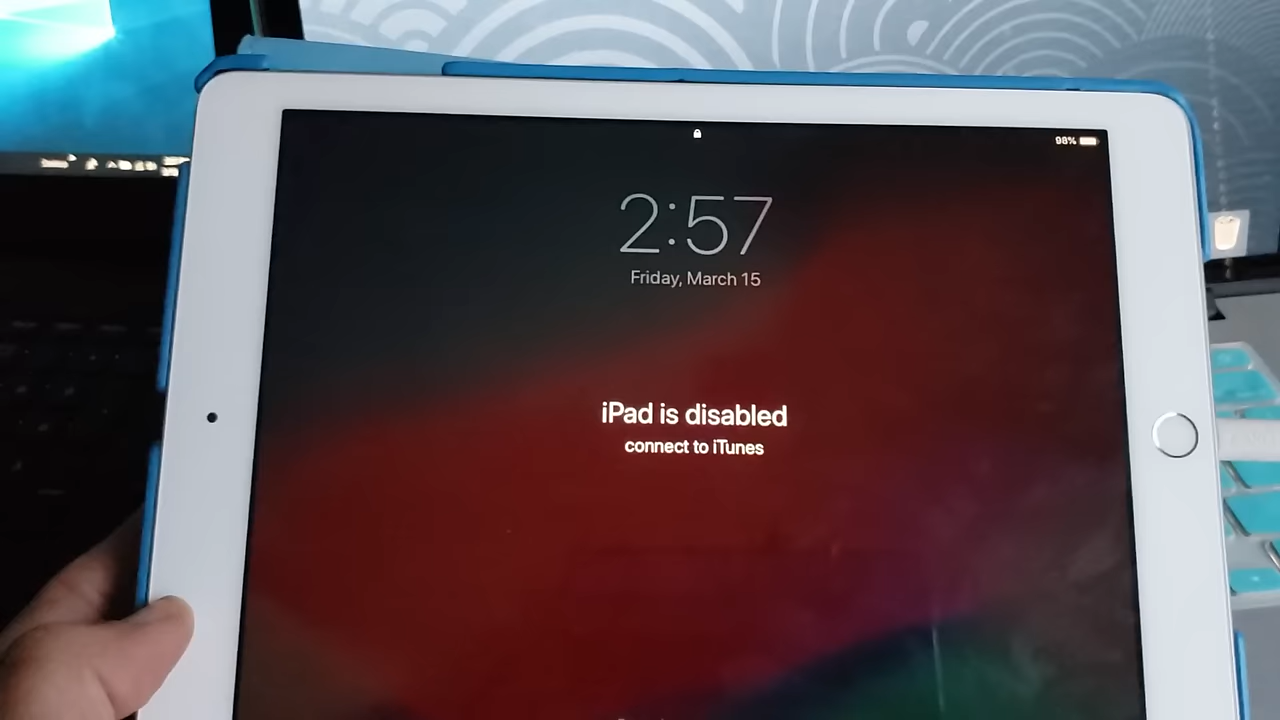 98%
2:57
Friday, March 15
iPad is disabled
connect to iTunes